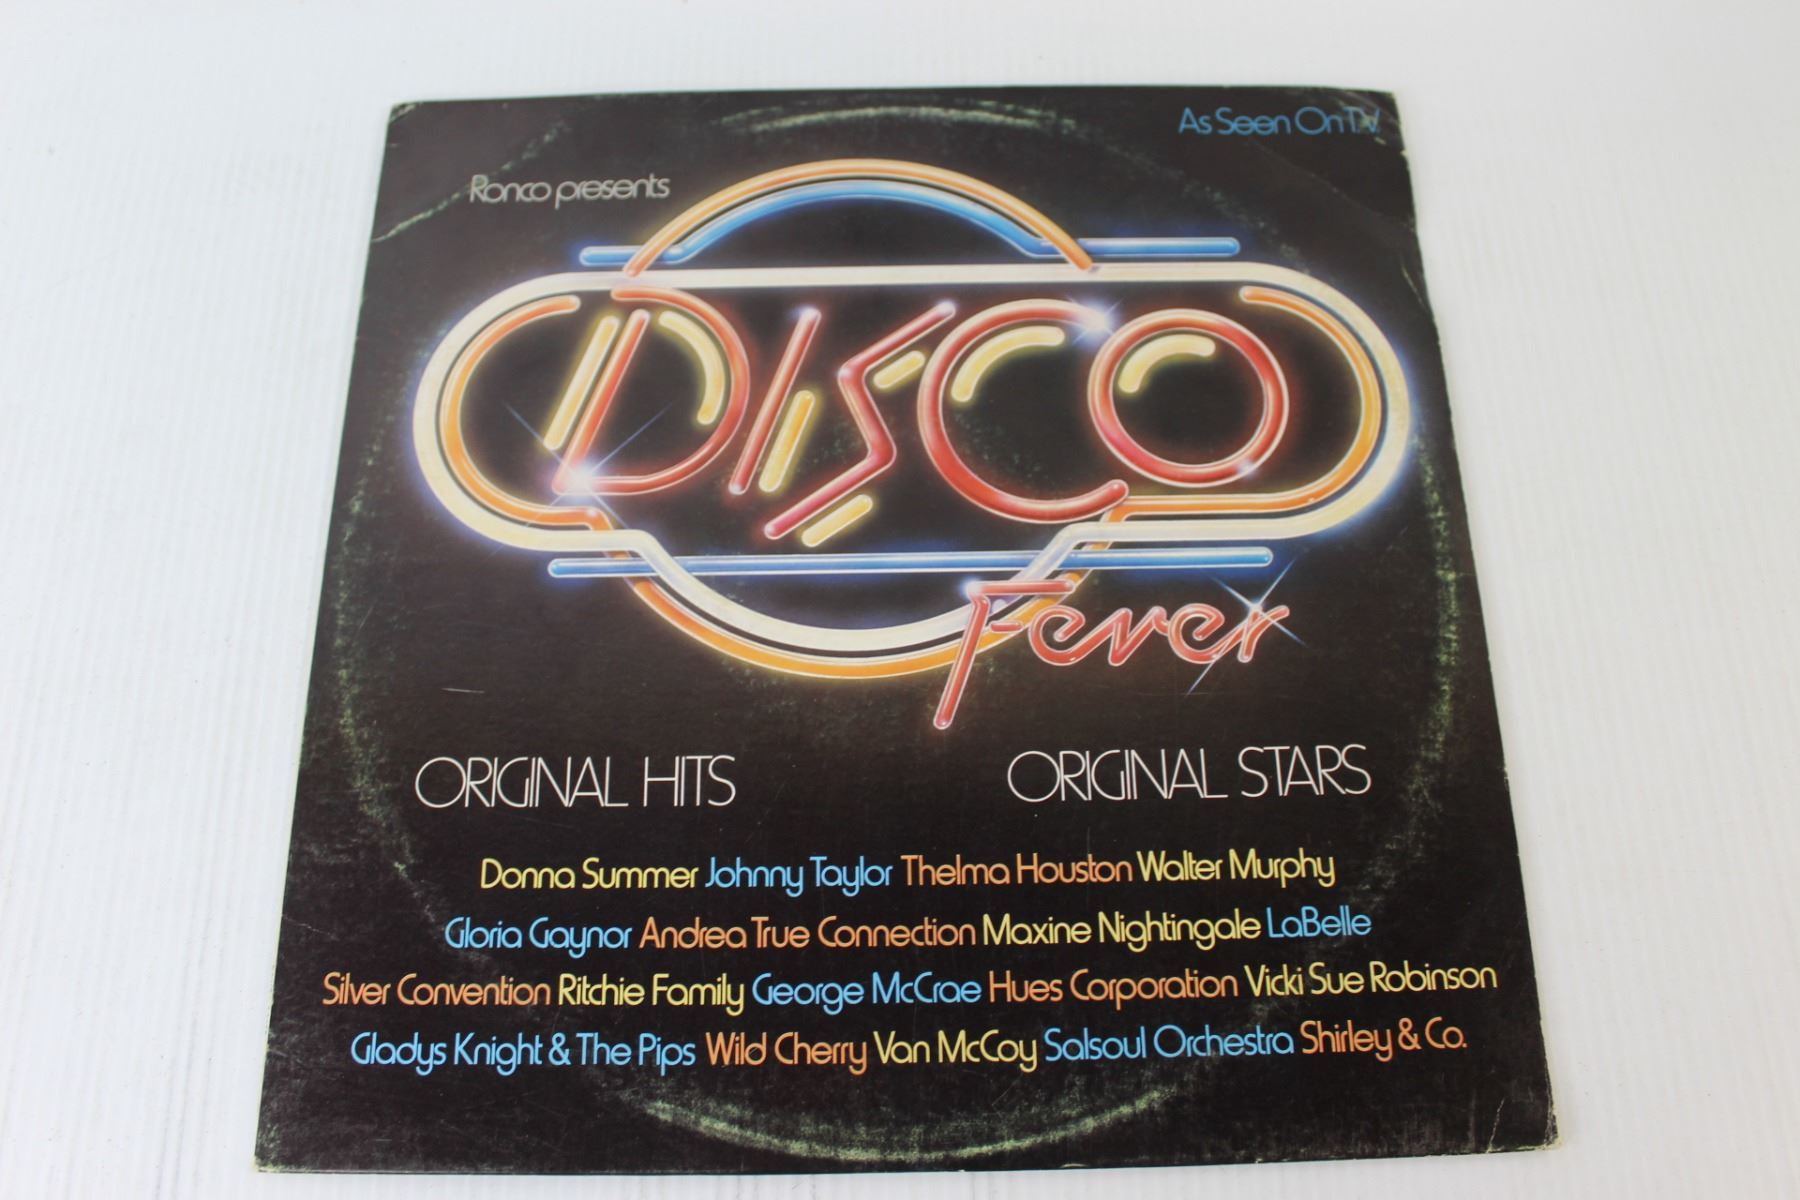 As Seen On T.V.
Ronco presents
DISCO
Fever
ORIGINAL HITS ORIGINAL STARS
Donna Summer Johnny Taylor Thelma Houston Walter Murphy
Gloria Gaynor Andrea True Connection Maxine Nightingale LaBelle
Silver Convention Ritchie Family George McCrae Hues Corporation Vicki Sue Robinson
Gladys Knight & The Pips Wild Cherry Van McCoy Salsoul Orchestra Shirley & Co.